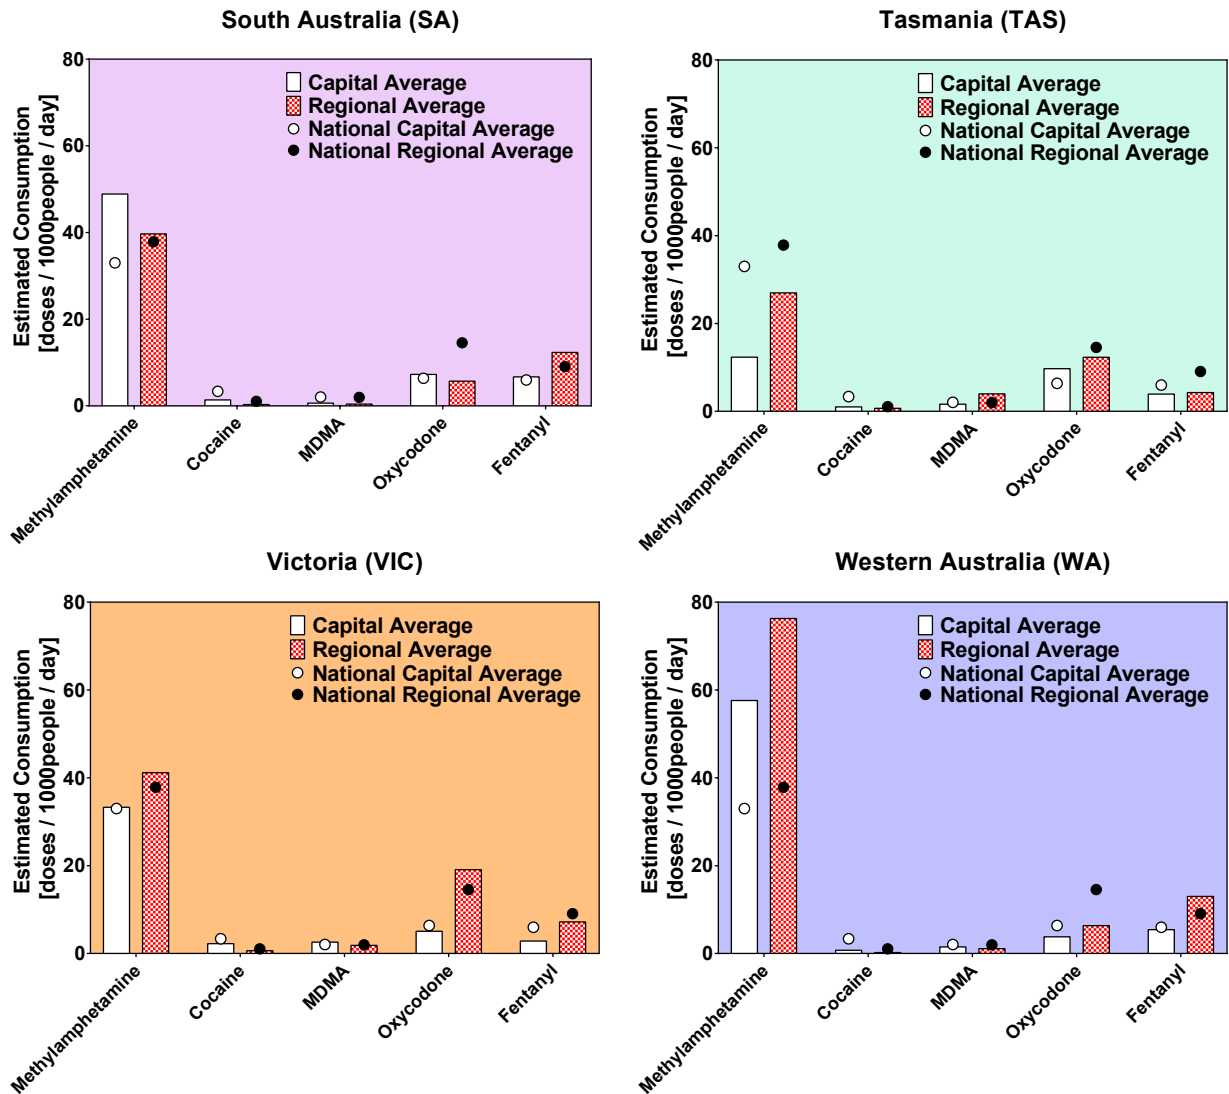 South Australia (SA)
80
60
40
20
0
Estimated Consumption
[doses / 1000people / day]
Capital Average
Regional Average
National Capital Average
National Regional Average
Methylamphetamine
Cocaine
MDMA
Oxycodone
Fentanyl
Tasmania (TAS)
80
60
40
20
0
Estimated Consumption
[doses / 1000people / day]
Capital Average
Regional Average
National Capital Average
National Regional Average
Methylamphetamine
Cocaine
MDMA
Oxycodone
Fentanyl
Victoria (VIC)
80
60
40
20
0
Estimated Consumption
[doses / 1000people / day]
Capital Average
Regional Average
National Capital Average
National Regional Average
Methylamphetamine
Cocaine
MDMA
Oxycodone
Fentanyl
Western Australia (WA)
80
60
40
20
0
Estimated Consumption
[doses / 1000people / day]
Capital Average
Regional Average
National Capital Average
National Regional Average
Methylamphetamine
Cocaine
MDMA
Oxycodone
Fentanyl